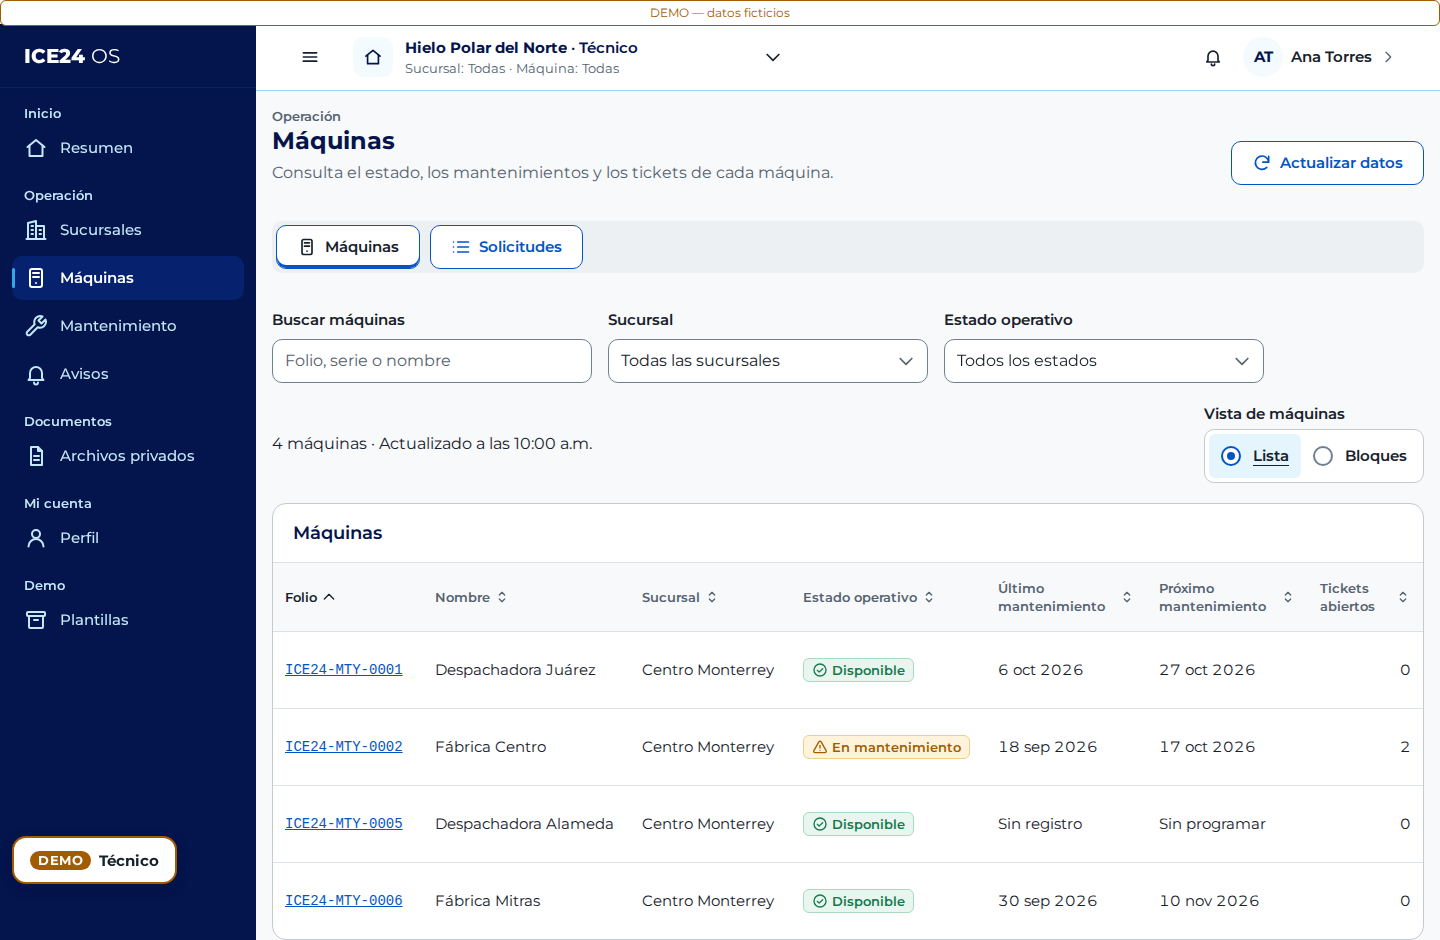 DEMO — datos ficticios
ICE24 OS
Inicio
Resumen
Operación
Sucursales
Máquinas
Mantenimiento
Avisos
Documentos
Archivos privados
Mi cuenta
Perfil
Demo
Plantillas
DEMO Técnico
Hielo Polar del Norte · Técnico
Sucursal: Todas · Máquina: Todas
AT Ana Torres
Operación
Máquinas
Consulta el estado, los mantenimientos y los tickets de cada máquina.
Actualizar datos
Máquinas Solicitudes
Buscar máquinas Sucursal Estado operativo
Folio, serie o nombre Todas las sucursales Todos los estados
Vista de máquinas
4 máquinas · Actualizado a las 10:00 a.m.
Lista Bloques
Máquinas
Folio Nombre Sucursal Estado operativo Último mantenimiento Próximo mantenimiento Tickets abiertos
ICE24-MTY-0001 Despachadora Juárez Centro Monterrey Disponible 6 oct 2026 27 oct 2026 0
ICE24-MTY-0002 Fábrica Centro Centro Monterrey En mantenimiento 18 sep 2026 17 oct 2026 2
ICE24-MTY-0005 Despachadora Alameda Centro Monterrey Disponible Sin registro Sin programar 0
ICE24-MTY-0006 Fábrica Mitras Centro Monterrey Disponible 30 sep 2026 10 nov 2026 0